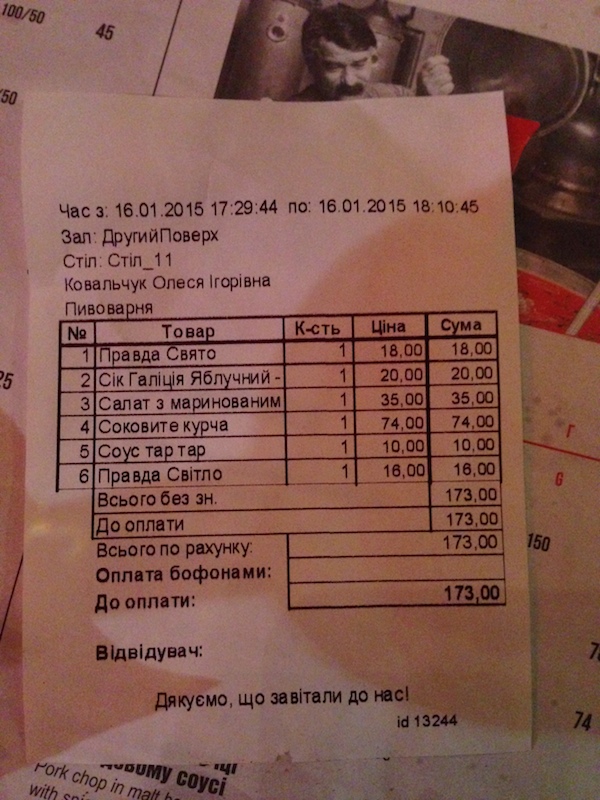 100/50
45
/50
Час з: 16.01.2015 17:29:44 по: 16.01.2015 18:10:45
Зал: ДругийПоверх
Стіл: Стіл_11
Ковальчук Олеся Ігорівна
Пивоварня
№ Товар К-сть Ціна Сума
1 Правда Свято 1 18,00 18,00
2 Сік Галіція Яблучний - 1 20,00 20,00
3 Салат з маринованим 1 35,00 35,00
4 Соковите курча 1 74,00 74,00
5 Соус тар тар 1 10,00 10,00
6 Правда Світло 1 16,00 16,00
Всього без зн. 173,00
До оплати 173,00
Всього по рахунку: 173,00
Оплата бофонами:
До оплати: 173,00
Відвідувач:
Дякуємо, що завітали до нас!
id 13244
25
Г
G
150
74
соусі
Pork chop in malt
with